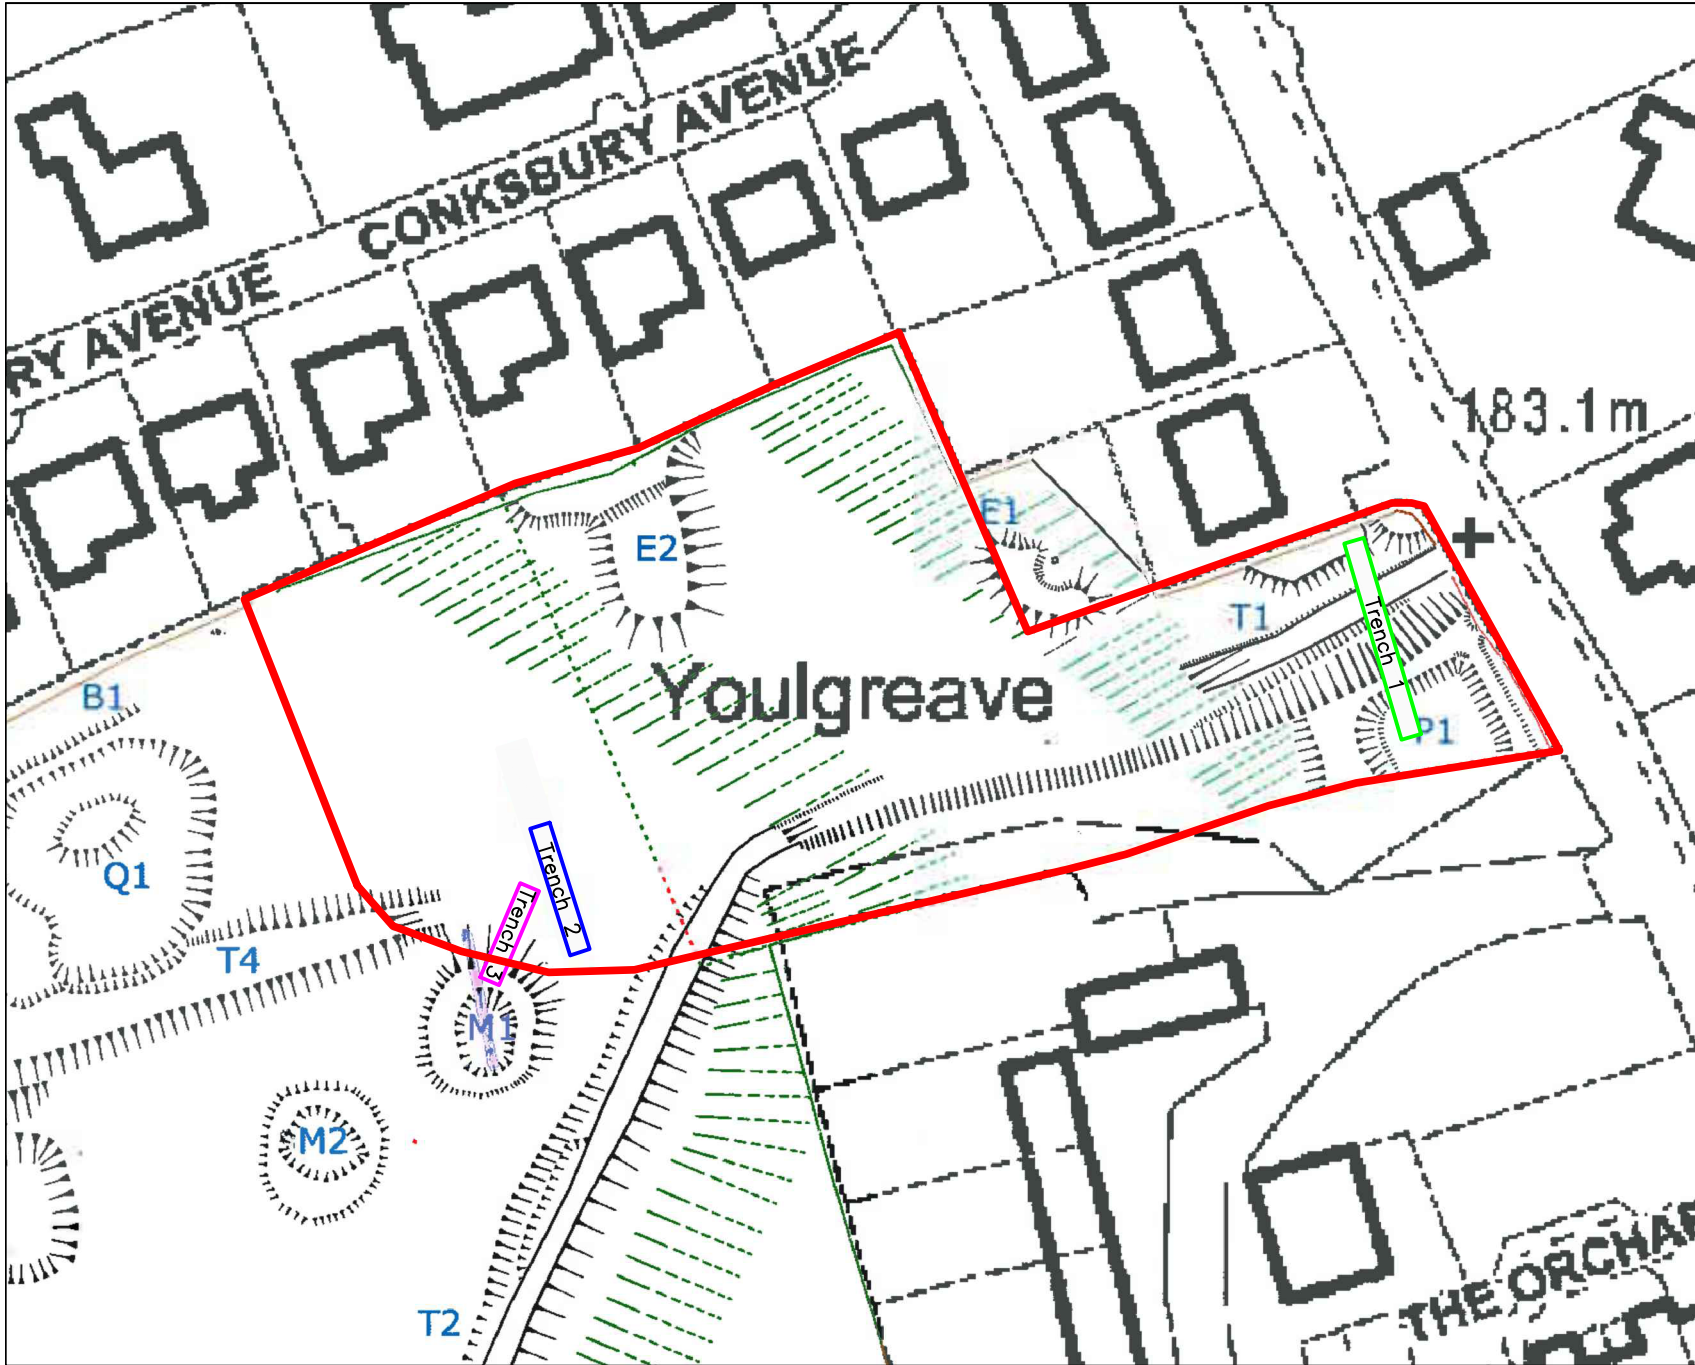 CONKSBURY AVENUE
RY AVENUE
183.1m
E1
E2
T1
Trench 1
Youlgreave
B1
P1
Q1
Trench 2
Trench 3
T4
M1
M2
T2
THE ORCHAR